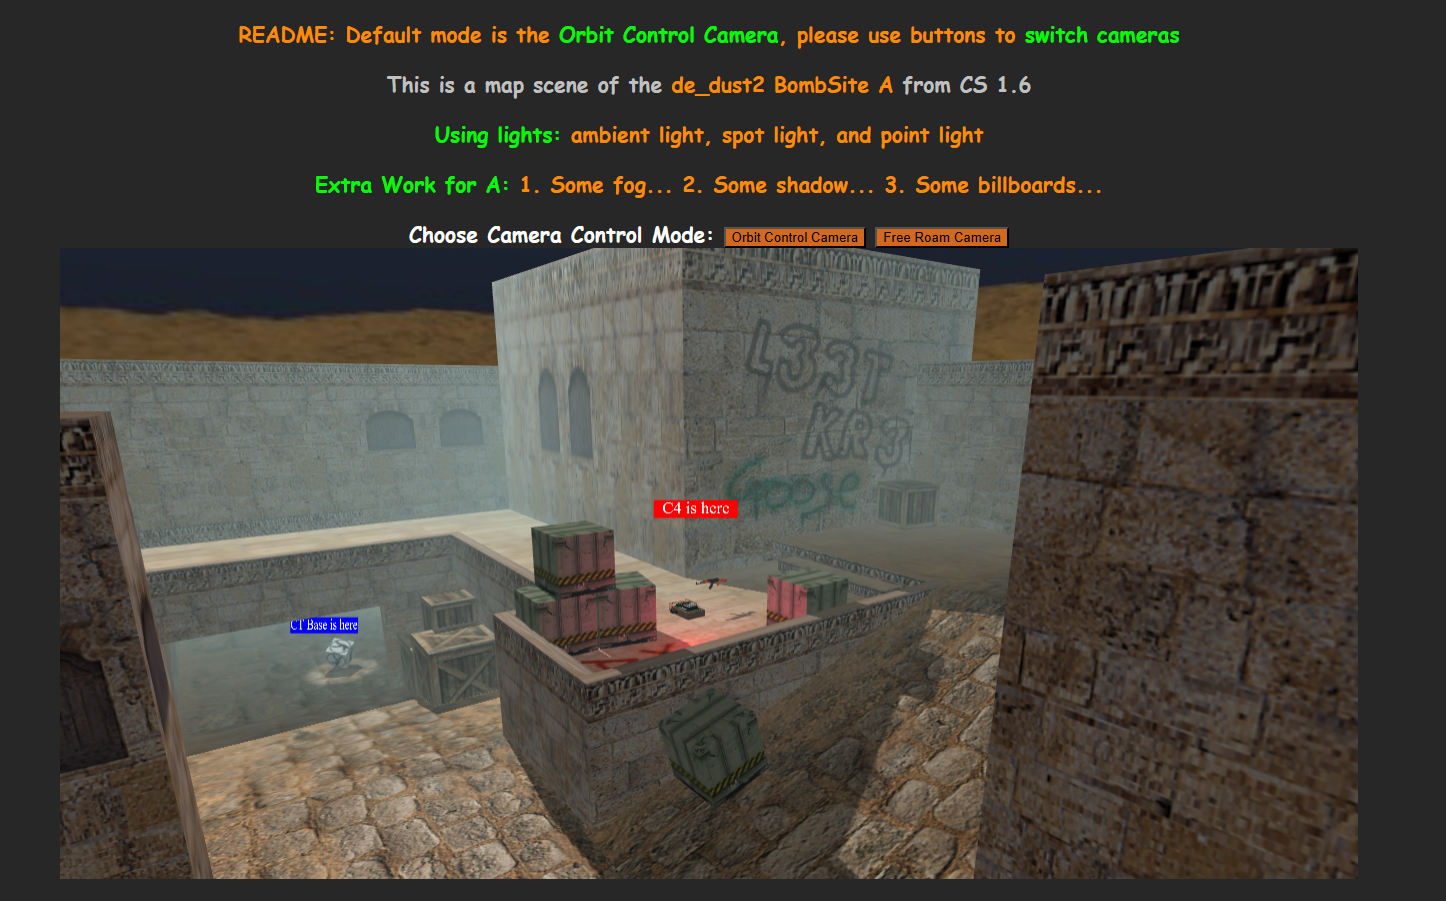 README: Default mode is the Orbit Control Camera, please use buttons to switch cameras
This is a map scene of the de_dust2 BombSite A from CS 1.6
Using lights: ambient light, spot light, and point light
Extra Work for A: 1. Some fog... 2. Some shadow... 3. Some billboards...
Choose Camera Control Mode: Orbit Control Camera Free Roam Camera
L33T
KR3
Goose
C4 is here
CT Base is here